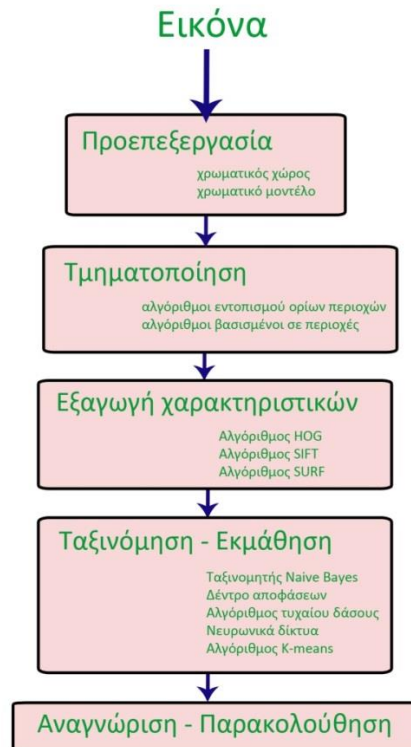 Εικόνα
Προεπεξεργασία
χρωματικός χώρος
χρωματικό μοντέλο
Τμηματοποίηση
αλγόριθμοι εντοπισμού ορίων περιοχών
αλγόριθμοι βασισμένοι σε περιοχές
Εξαγωγή χαρακτηριστικών
Αλγόριθμος HOG
Αλγόριθμος SIFT
Αλγόριθμος SURF
Ταξινόμηση - Εκμάθηση
Ταξινομητής Naive Bayes
Δέντρο αποφάσεων
Αλγόριθμος τυχαίου δάσους
Νευρωνικά δίκτυα
Αλγόριθμος K-means
Αναγνώριση - Παρακολούθηση